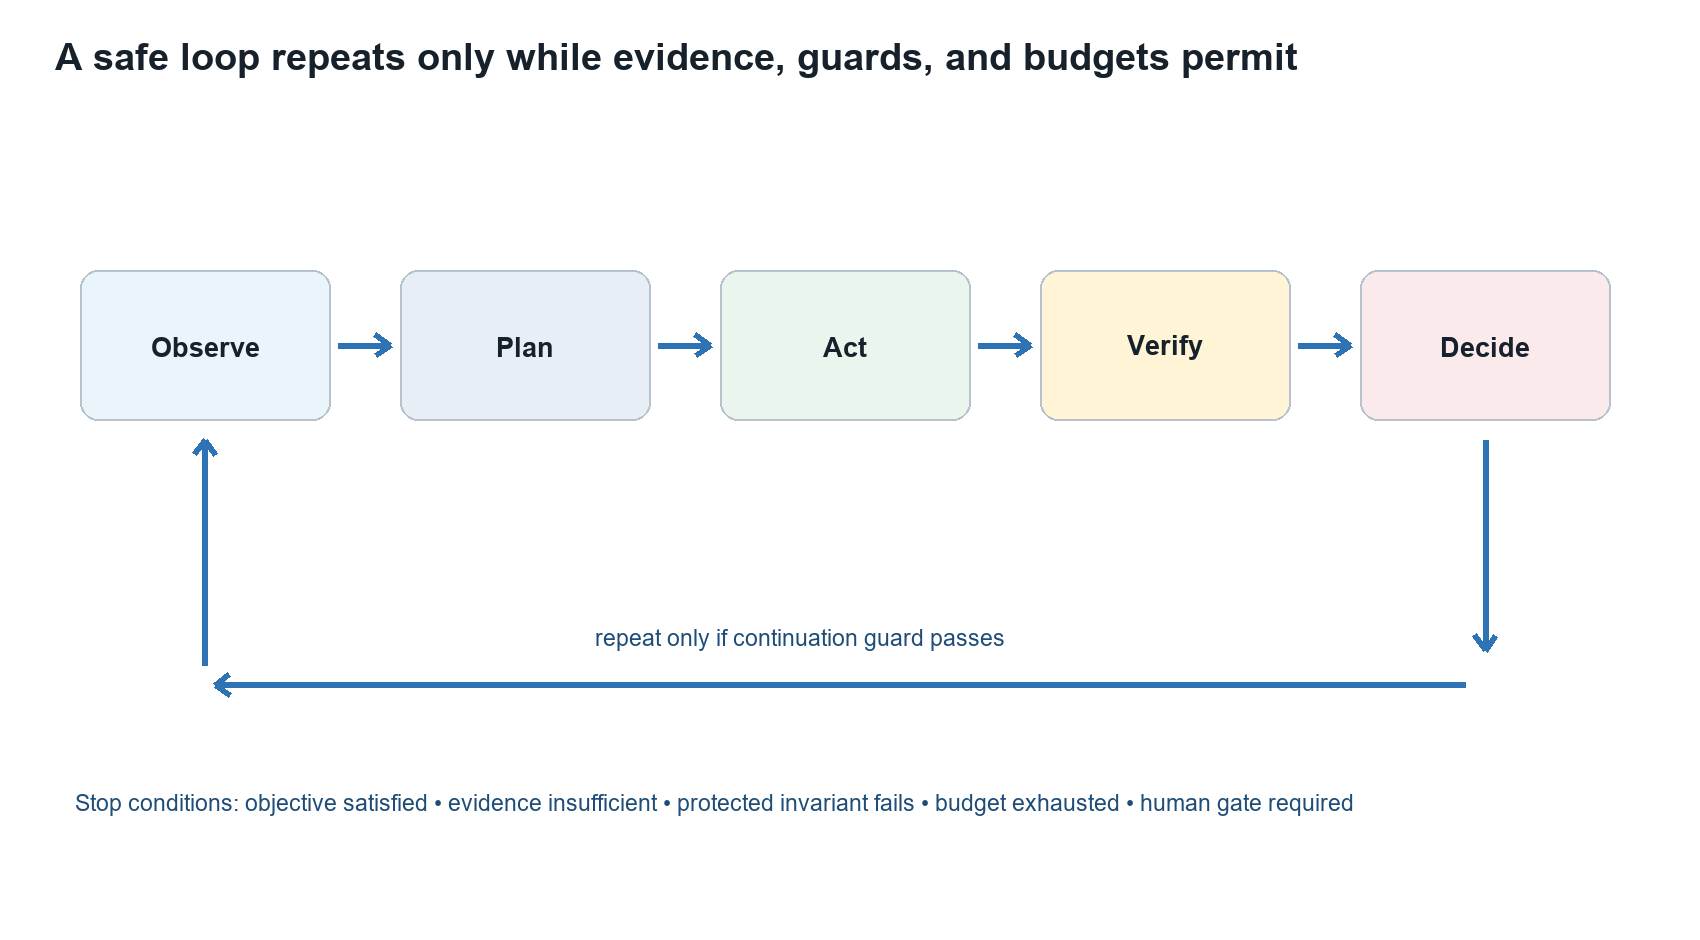 A safe loop repeats only while evidence, guards, and budgets permit
Observe
Plan
Act
Verify
Decide
repeat only if continuation guard passes
Stop conditions: objective satisfied • evidence insufficient • protected invariant fails • budget exhausted • human gate required